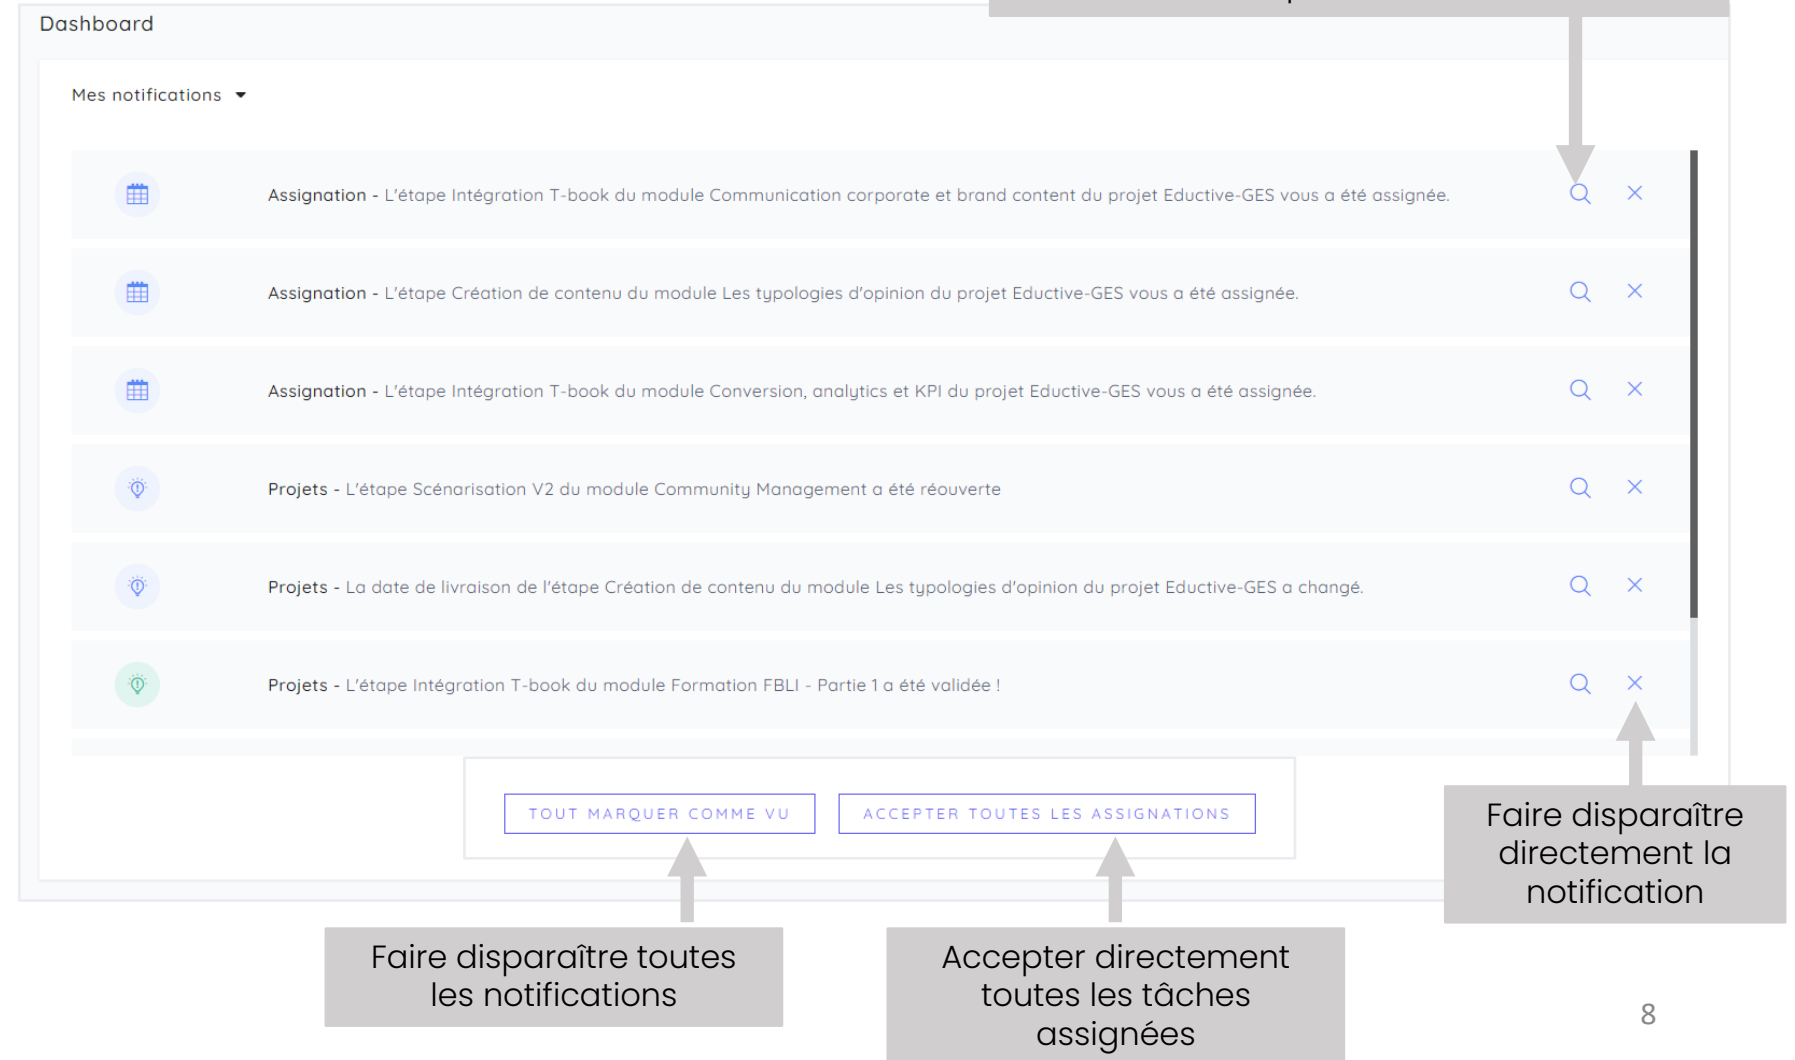 Dashboard
Mes notifications
Assignation - L'étape Intégration T-book du module Communication corporate et brand content du projet Eductive-GES vous a été assignée.
Assignation - L'étape Création de contenu du module Les typologies d'opinion du projet Eductive-GES vous a été assignée.
Assignation - L'étape Intégration T-book du module Conversion, analytics et KPI du projet Eductive-GES vous a été assignée.
Projets - L'étape Scénarisation V2 du module Community Management a été réouverte
Projets - La date de livraison de l'étape Création de contenu du module Les typologies d'opinion du projet Eductive-GES a changé.
Projets - L'étape Intégration T-book du module Formation FBLI - Partie 1 a été validée !
TOUT MARQUER COMME VU
ACCEPTER TOUTES LES ASSIGNATIONS
Faire disparaître
directement la
notification
Faire disparaître toutes
les notifications
Accepter directement
toutes les tâches
assignées
8